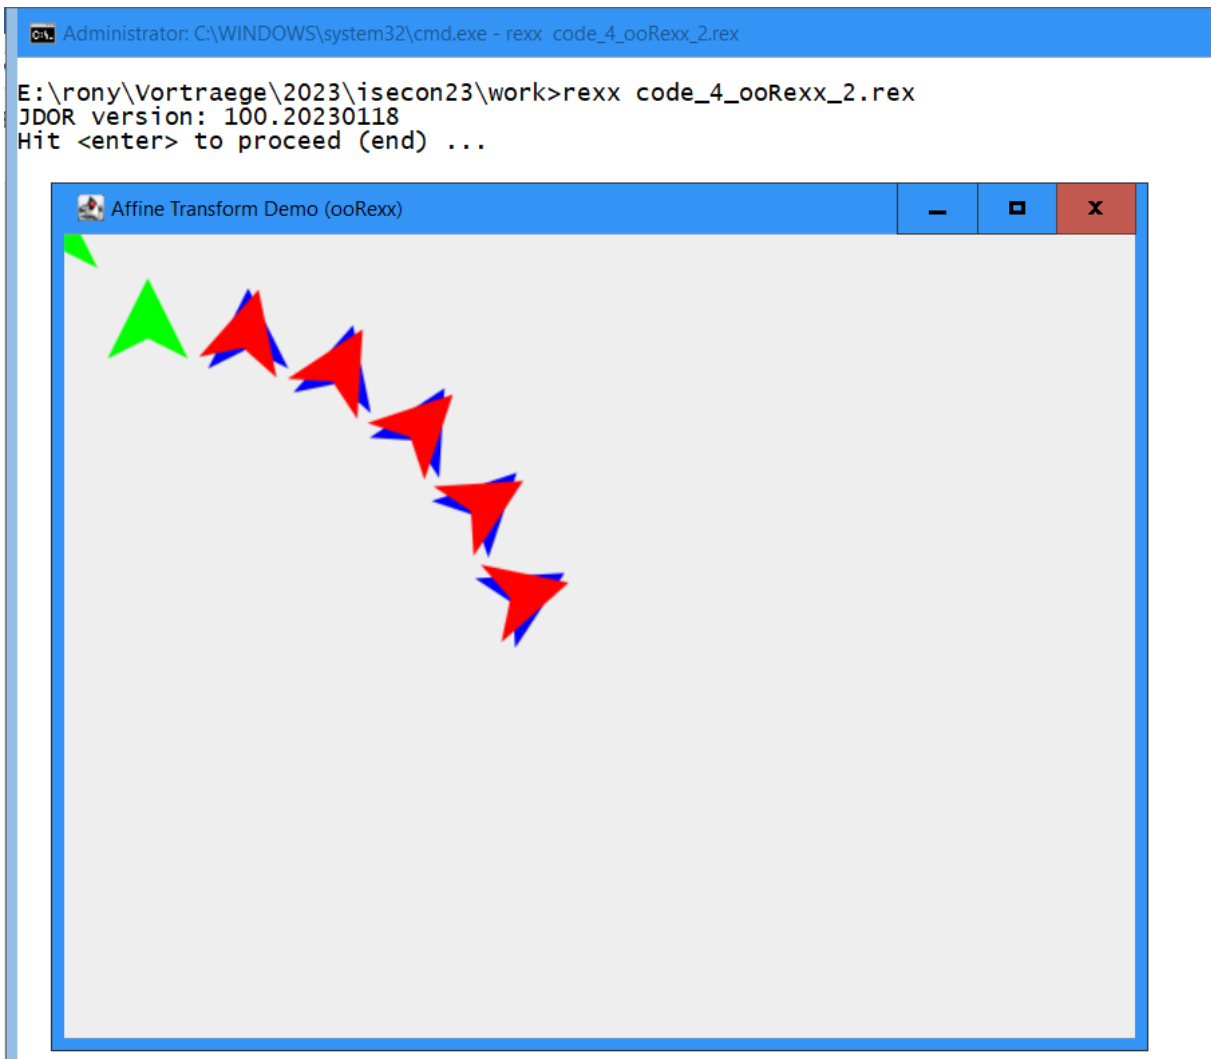 Administrator: C:\WINDOWS\system32\cmd.exe - rexx  code_4_ooRexx_2.rex
E:\rony\Vortraege\2023\isecon23\work>rexx code_4_ooRexx_2.rex
JDOR version: 100.20230118
Hit <enter> to proceed (end) ...
Affine Transform Demo (ooRexx)